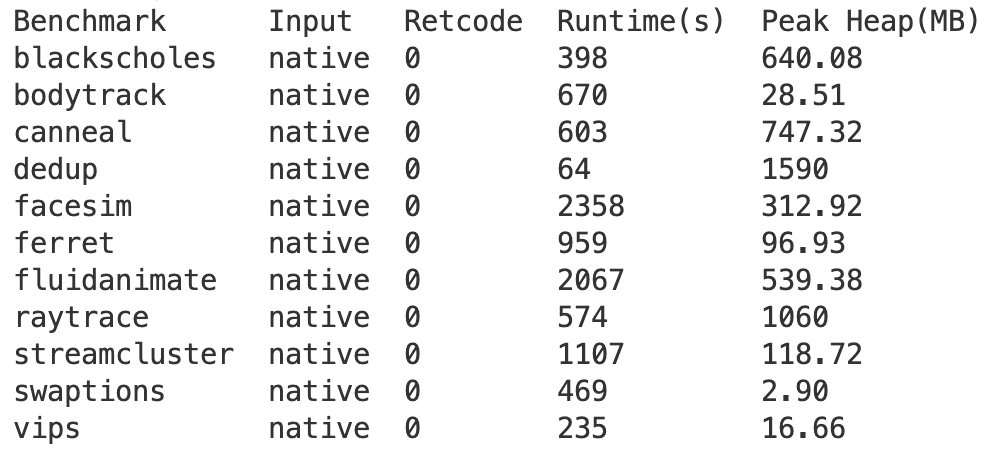 Benchmark Input Retcode Runtime(s) Peak Heap(MB)
blackscholes native 0 398 640.08
bodytrack native 0 670 28.51
canneal native 0 603 747.32
dedup native 0 64 1590
facesim native 0 2358 312.92
ferret native 0 959 96.93
fluidanimate native 0 2067 539.38
raytrace native 0 574 1060
streamcluster native 0 1107 118.72
swaptions native 0 469 2.90
vips native 0 235 16.66